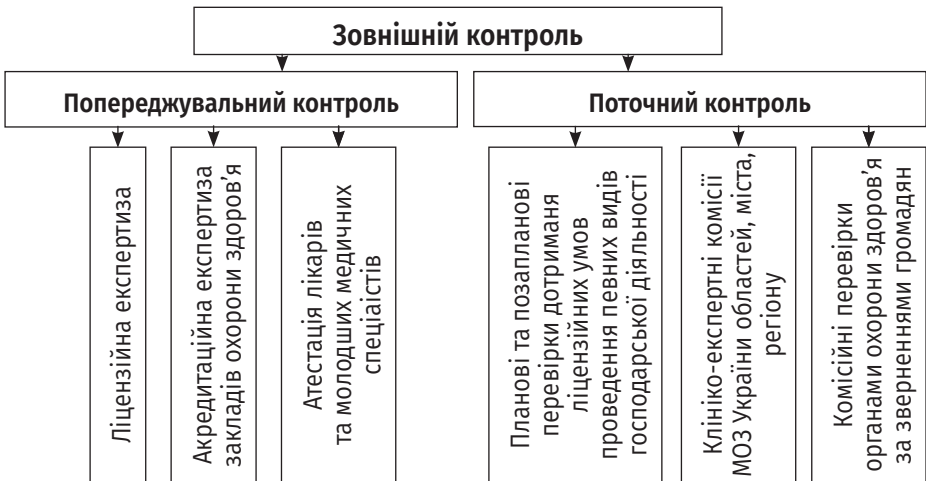 Зовнішній контроль
Попереджувальний контроль
Поточний контроль
Ліцензійна експертиза
Акредитаційна експертиза
закладів охорони здоров’я
Атестація лікарів
та молодших медичних
спеціаістів
Планові та позапланові
перевірки дотриманя
ліцензійних умов
проведення певних видів
господарської діяльності
Клініко-експертні комісії
МОЗ України областей, міста,
регіону
Комісійні перевірки
органами охорони здоров’я
за зверненнями громадян